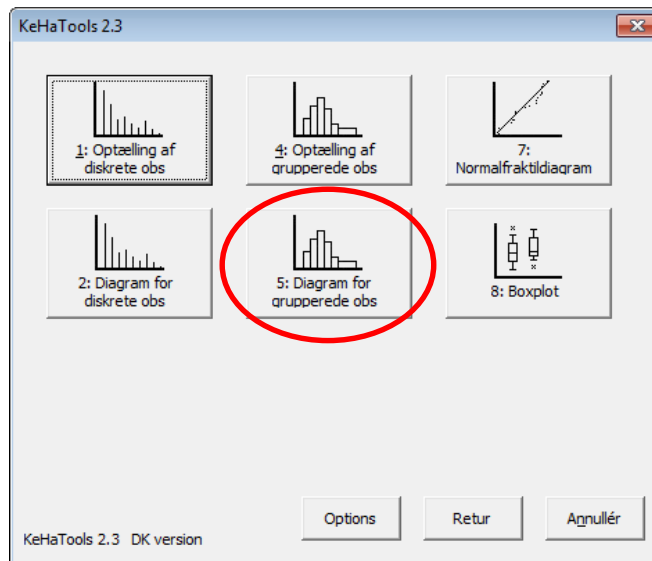 KeHaTools 2.3
1: Optælling af
diskrete obs
4: Optælling af
grupperede obs
7:
Normalfraktildiagram
2: Diagram for
diskrete obs
5: Diagram for
grupperede obs
8: Boxplot
Options
Retur
Annullér
KeHaTools 2.3 DK version